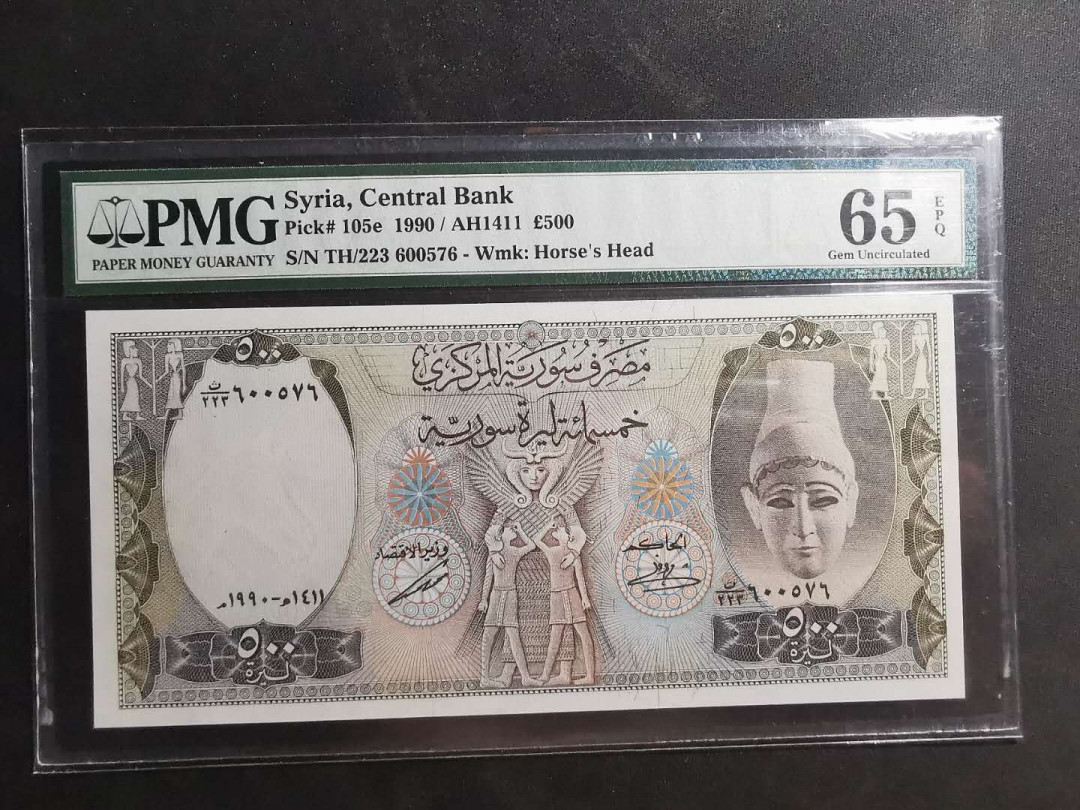 PMG
PAPER MONEY GUARANTY
Syria, Central Bank
Pick# 105e 1990 / AH1411 £500
S/N TH/223 600576 - Wmk: Horse's Head
65 EPQ
Gem Uncirculated
٥٠٠
٥٠٠
مصرف سورية المركزي
ث/٢٢٣ ٦٠٠٥٧٦
خمسمائة ليرة سورية
وزير الاقتصاد
الحاكم
١٤١١هـ-١٩٩٠م
ث/٢٢٣ ٦٠٠٥٧٦
٥٠٠
ليرة
٥٠٠
ليرة